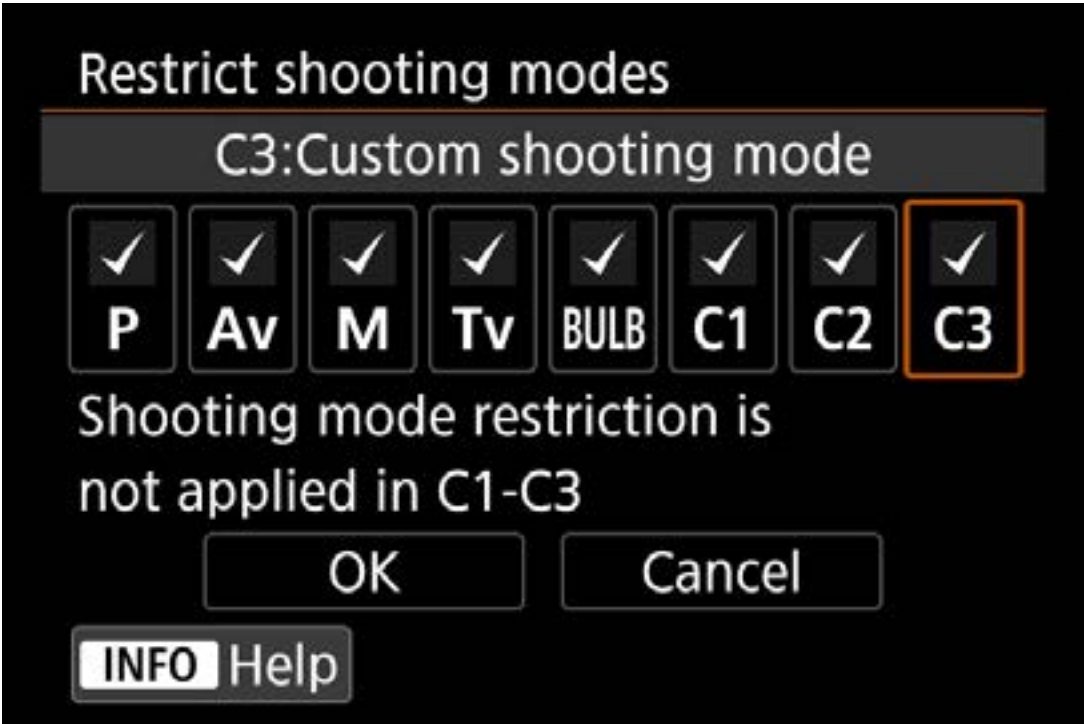 Restrict shooting modes
C3:Custom shooting mode
P Av M Tv BULB C1 C2 C3
Shooting mode restriction is
not applied in C1-C3
OK Cancel
INFO Help